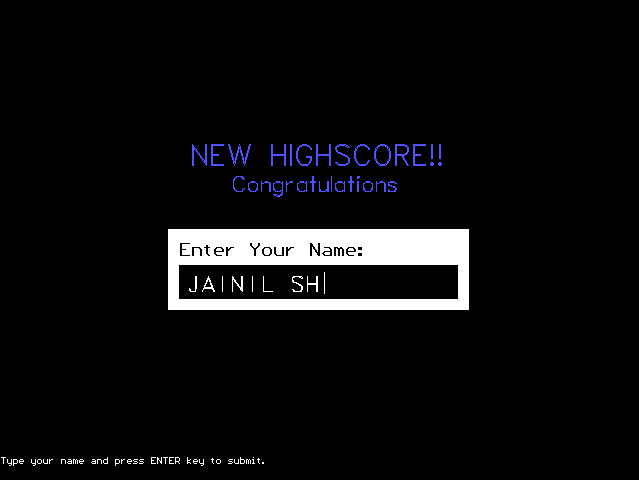 NEW HIGHSCORE!!
Congratulations
Enter Your Name:
JAINIL SH
Type your name and press ENTER key to submit.